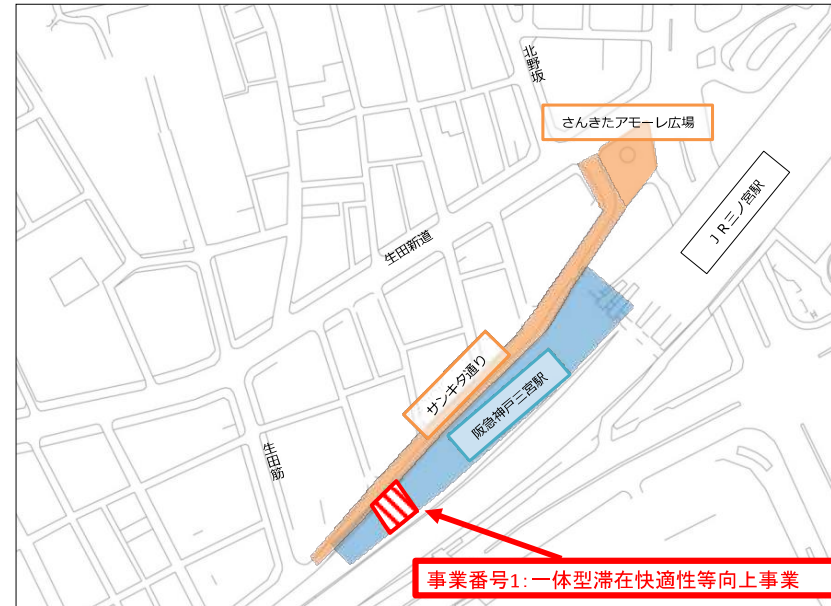 北野坂
さんきたアモーレ広場
JR三ノ宮駅
生田新道
サンキタ通り
阪急神戸三宮駅
生田筋
事業番号1:一体型滞在快適性等向上事業